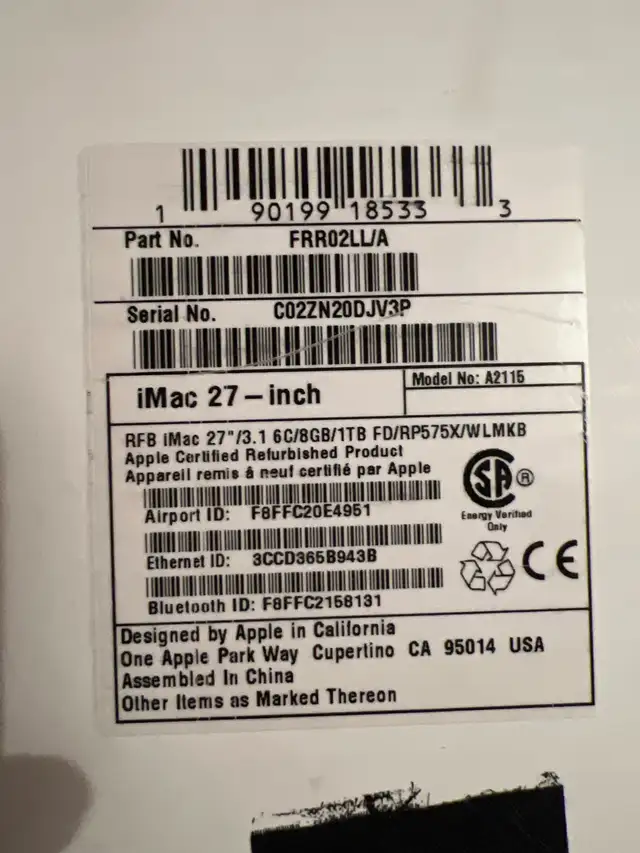 1 90199 18533 3
Part No. FRR02LL/A
Serial No. C02ZN20DJV3P
iMac 27-inch
Model No: A2115
RFB iMac 27"/3.1 6C/8GB/1TB FD/RP575X/WLMKB
Apple Certified Refurbished Product
Appareil remis á neuf certifié par Apple
SA ®
Energy Verified
Only
Airport ID: F8FFC20E4951
Ethernet ID: 3CCD365B943B
CE
Bluetooth ID: F8FFC2158131
Designed by Apple in California
One Apple Park Way Cupertino CA 95014 USA
Assembled In China
Other Items as Marked Thereon